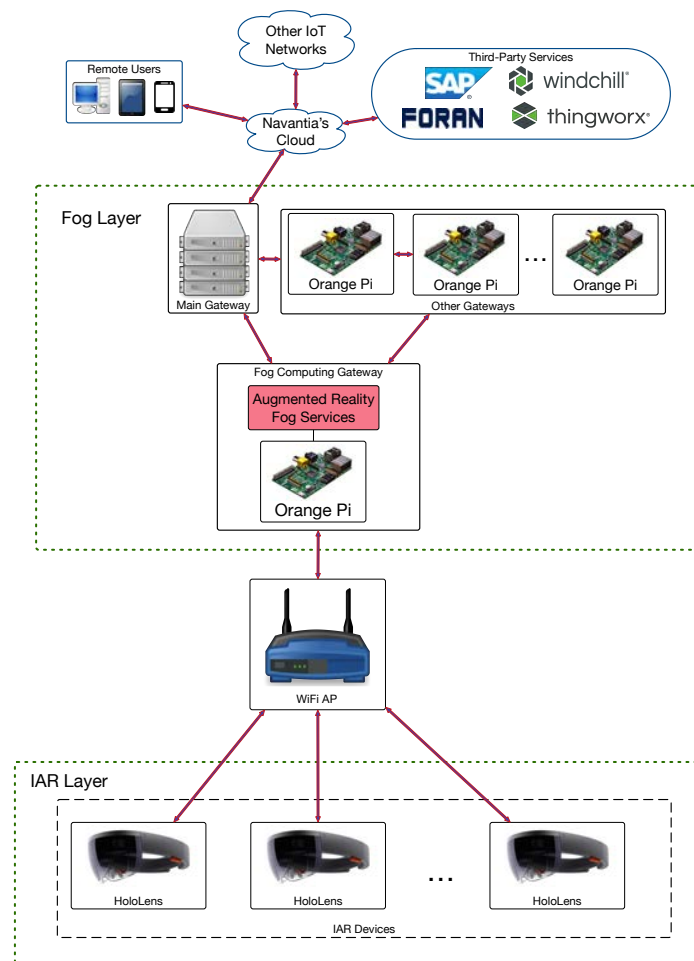 Other IoT
Networks
Remote Users
Third-Party Services
SAP
®
windchill®
FORAN
thingworx®
Navantia's
Cloud
Fog Layer
Main Gateway
Orange Pi
Orange Pi
...
Orange Pi
Other Gateways
Fog Computing Gateway
Augmented Reality
Fog Services
Orange Pi
WiFi AP
IAR Layer
HoloLens
HoloLens
...
HoloLens
IAR Devices